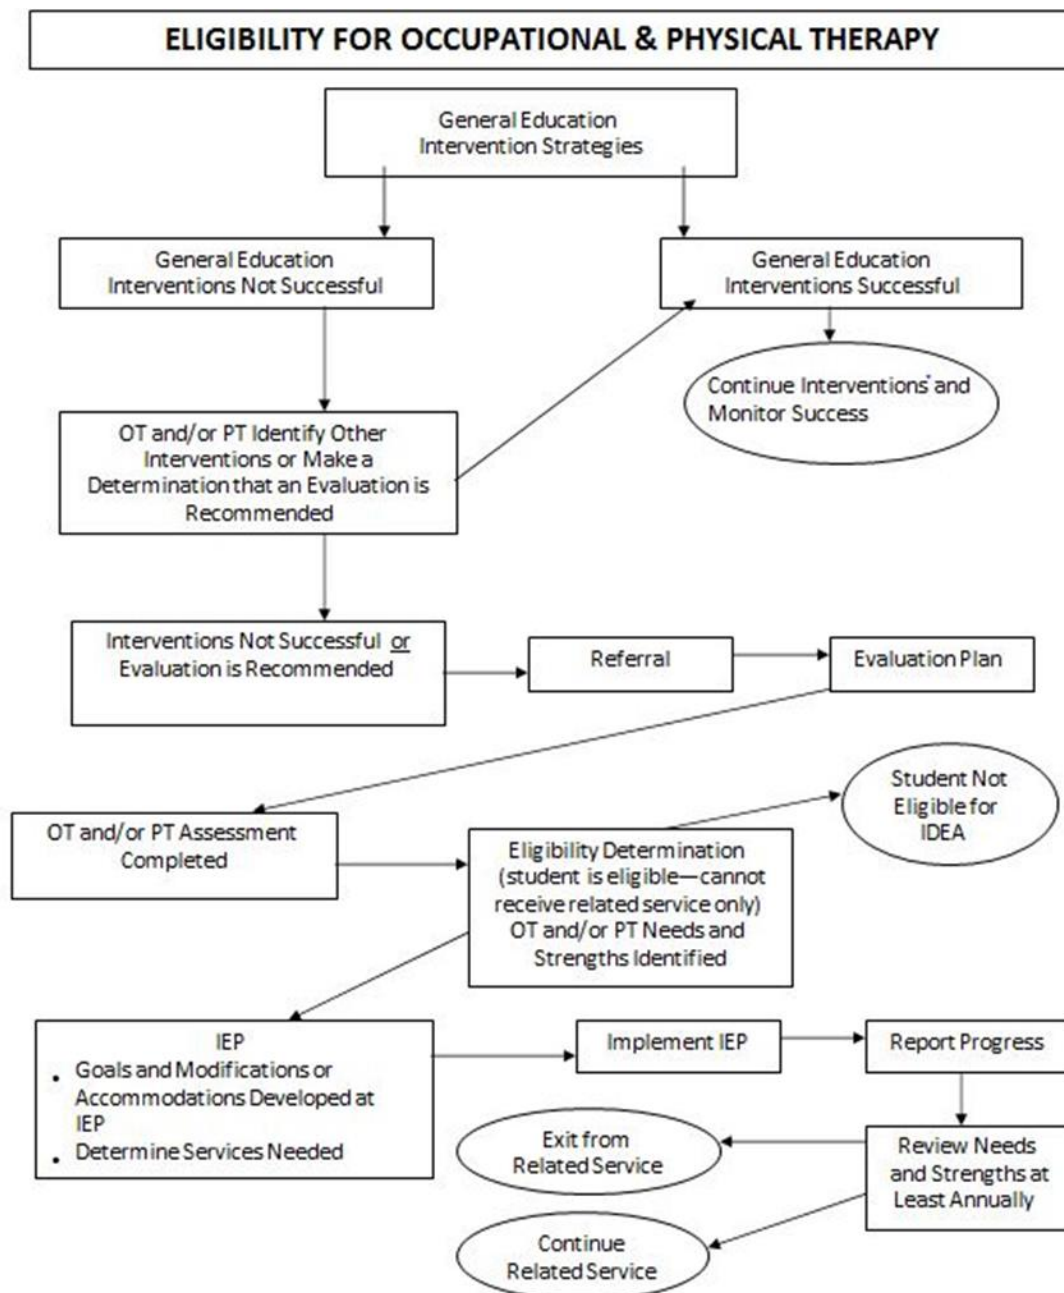 ELIGIBILITY FOR OCCUPATIONAL & PHYSICAL THERAPY
General Education
Intervention Strategies
General Education
Interventions Not Successful
General Education
Interventions Successful
Continue Interventions and
Monitor Success
OT and/or PT Identify Other
Interventions or Make a
Determination that an Evaluation is
Recommended
Interventions Not Successful or
Evaluation is Recommended
Referral
Evaluation Plan
Student Not
Eligible for
IDEA
OT and/or PT Assessment
Completed
Eligibility Determination
(student is eligible—cannot
receive related service only)
OT and/or PT Needs and
Strengths Identified
IEP
• Goals and Modifications or
Accommodations Developed at
IEP
• Determine Services Needed
Implement IEP
Report Progress
Exit from
Related Service
Review Needs
and Strengths at
Least Annually
Continue
Related Service